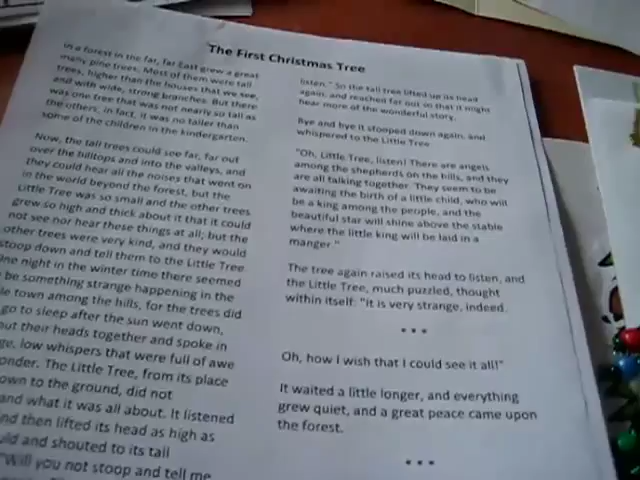 The First Christmas Tree
In a forest in the far, far East grew a great
many pine trees. Most of them were tall
trees, higher than the houses that we see,
and with wide, strong branches. But there
was one tree that was not nearly so tall as
the others; in fact, it was no taller than
some of the children in the kindergarten.
Now, the tall trees could see far, far out
over the hilltops and into the valleys, and
they could hear all the noises that went on
in the world beyond the forest, but the
Little Tree was so small and the other trees
grew so high and thick about it that it could
not see nor hear these things at all; but the
other trees were very kind, and they would
stoop down and tell them to the Little Tree
One night in the winter time there seemed
be something strange happening in the
le town among the hills, for the trees did
go to sleep after the sun went down,
out their heads together and spoke in
ge, low whispers that were full of awe
onder. The Little Tree, from its place
own to the ground, did not
and what it was all about. It listened
nd then lifted its head as high as
uld and shouted to its tall
"Will you not stoop and tell me
listen." So the tall tree lifted up its head
again, and reached far out so that it might
hear more of the wonderful story.
Bye and bye it stooped down again, and
whispered to the Little Tree
"Oh, Little Tree, listen! There are angels
among the shepherds on the hills, and they
are all talking together. They seem to be
awaiting the birth of a little child, who will
be a king among the people, and the
beautiful star will shine above the stable
where the little king will be laid in a
manger."
The tree again raised its head to listen, and
the Little Tree, much puzzled, thought
within itself: "It is very strange, indeed.
* * *
Oh, how I wish that I could see it all!"
It waited a little longer, and everything
grew quiet, and a great peace came upon
the forest.
* * *